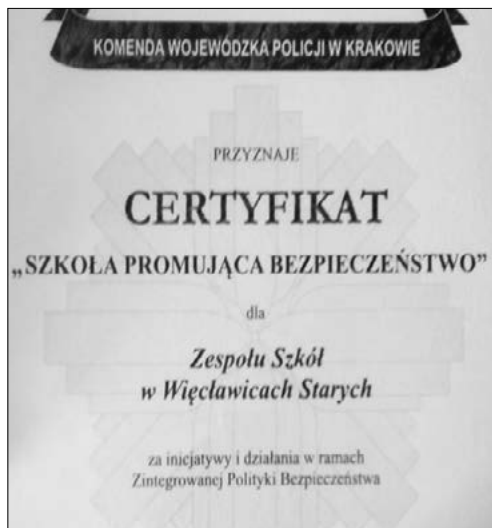 KOMENDA WOJEWÓDZKA POLICJI W KRAKOWIE
PRZYZNAJE
CERTYFIKAT
„SZKOŁA PROMUJĄCA BEZPIECZEŃSTWO”
dla
Zespołu Szkół
w Więcławicach Starych
za inicjatywy i działania w ramach
Zintegrowanej Polityki Bezpieczeństwa